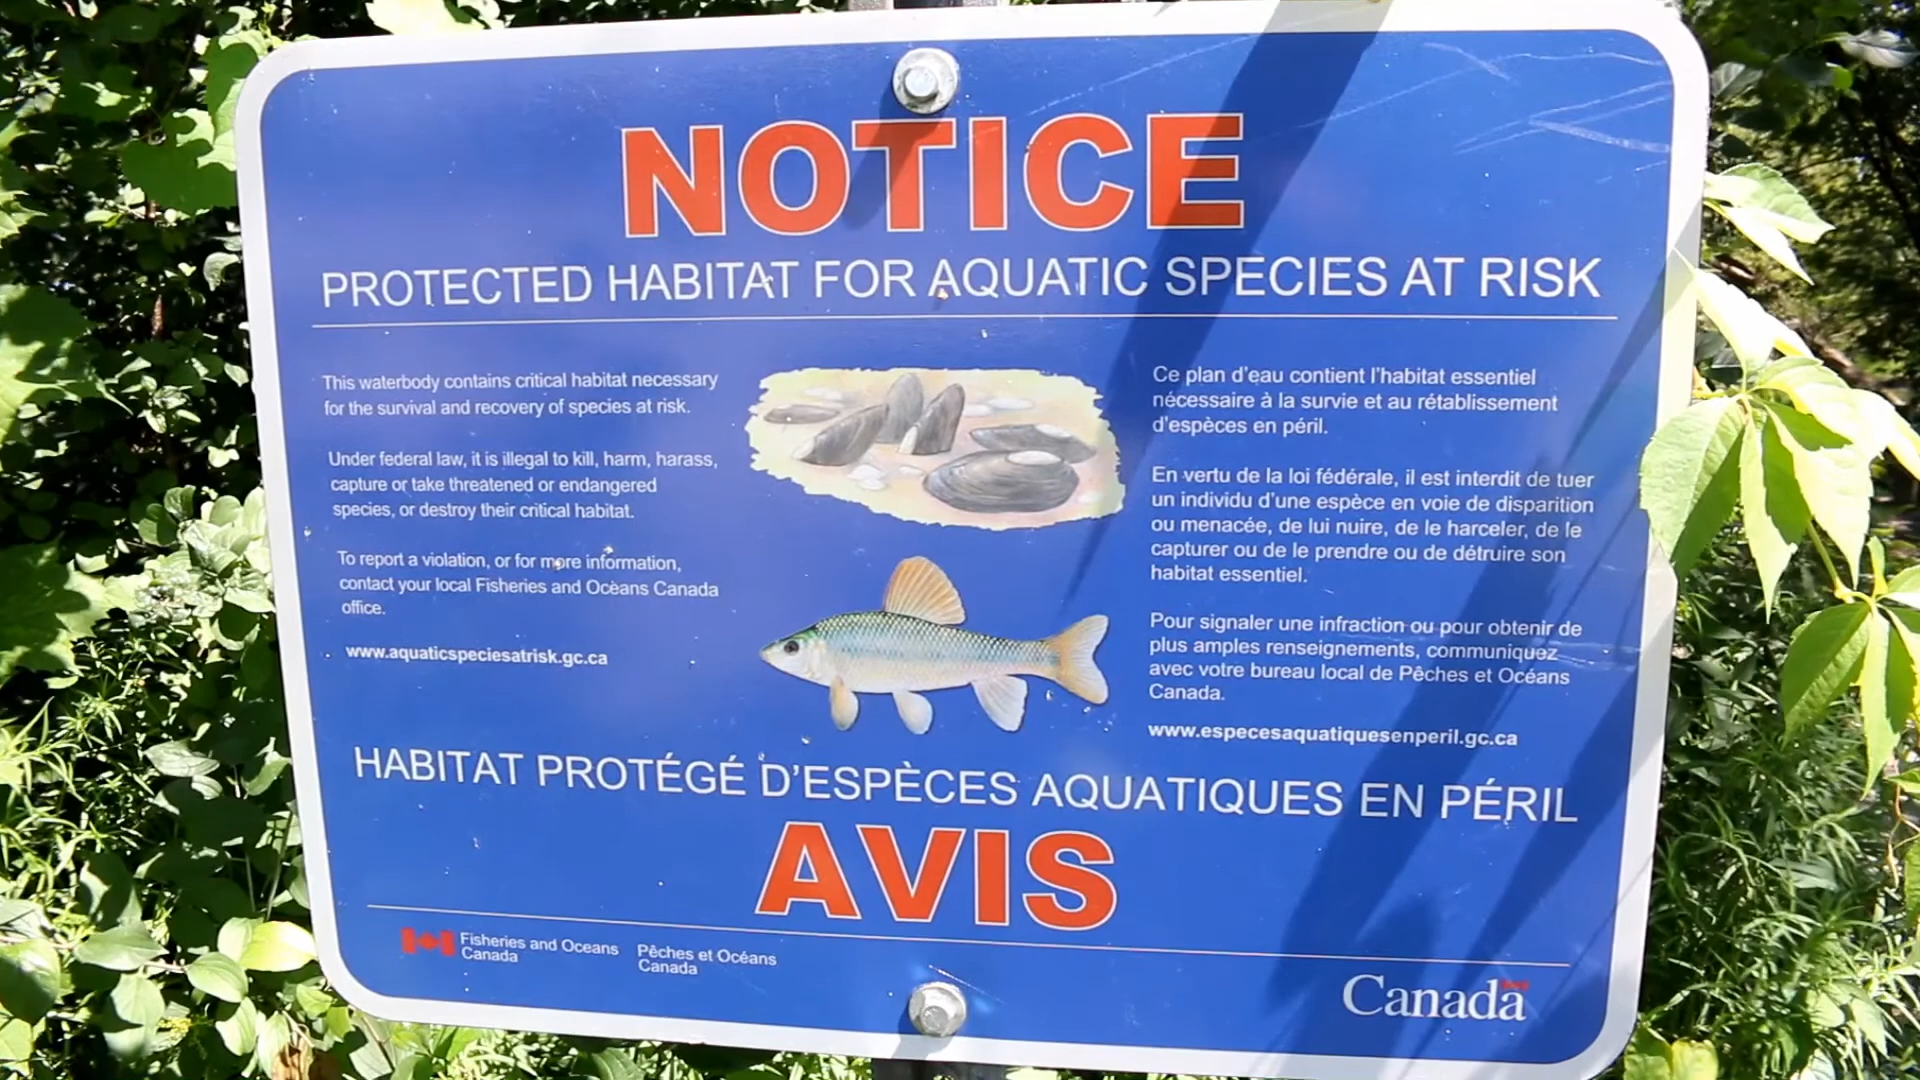 NOTICE
PROTECTED HABITAT FOR AQUATIC SPECIES AT RISK
This waterbody contains critical habitat necessary
for the survival and recovery of species at risk.
Under federal law, it is illegal to kill, harm, harass,
capture or take threatened or endangered
species, or destroy their critical habitat.
To report a violation, or for more information,
contact your local Fisheries and Oceans Canada
office.
www.aquaticspeciesatrisk.gc.ca
Ce plan d'eau contient l'habitat essentiel
nécessaire à la survie et au rétablissement
d'espèces en péril.
En vertu de la loi fédérale, il est interdit de tuer
un individu d'une espèce en voie de disparition
ou menacée, de lui nuire, de le harceler, de le
capturer ou de le prendre ou de détruire son
habitat essentiel.
Pour signaler une infraction ou pour obtenir de
plus amples renseignements, communiquez
avec votre bureau local de Pêches et Océans
Canada.
www.especesaquatiquesenperil.gc.ca
HABITAT PROTÉGÉ D'ESPÈCES AQUATIQUES EN PÉRIL
AVIS
Fisheries and Oceans
Canada
Pêches et Océans
Canada
Canada